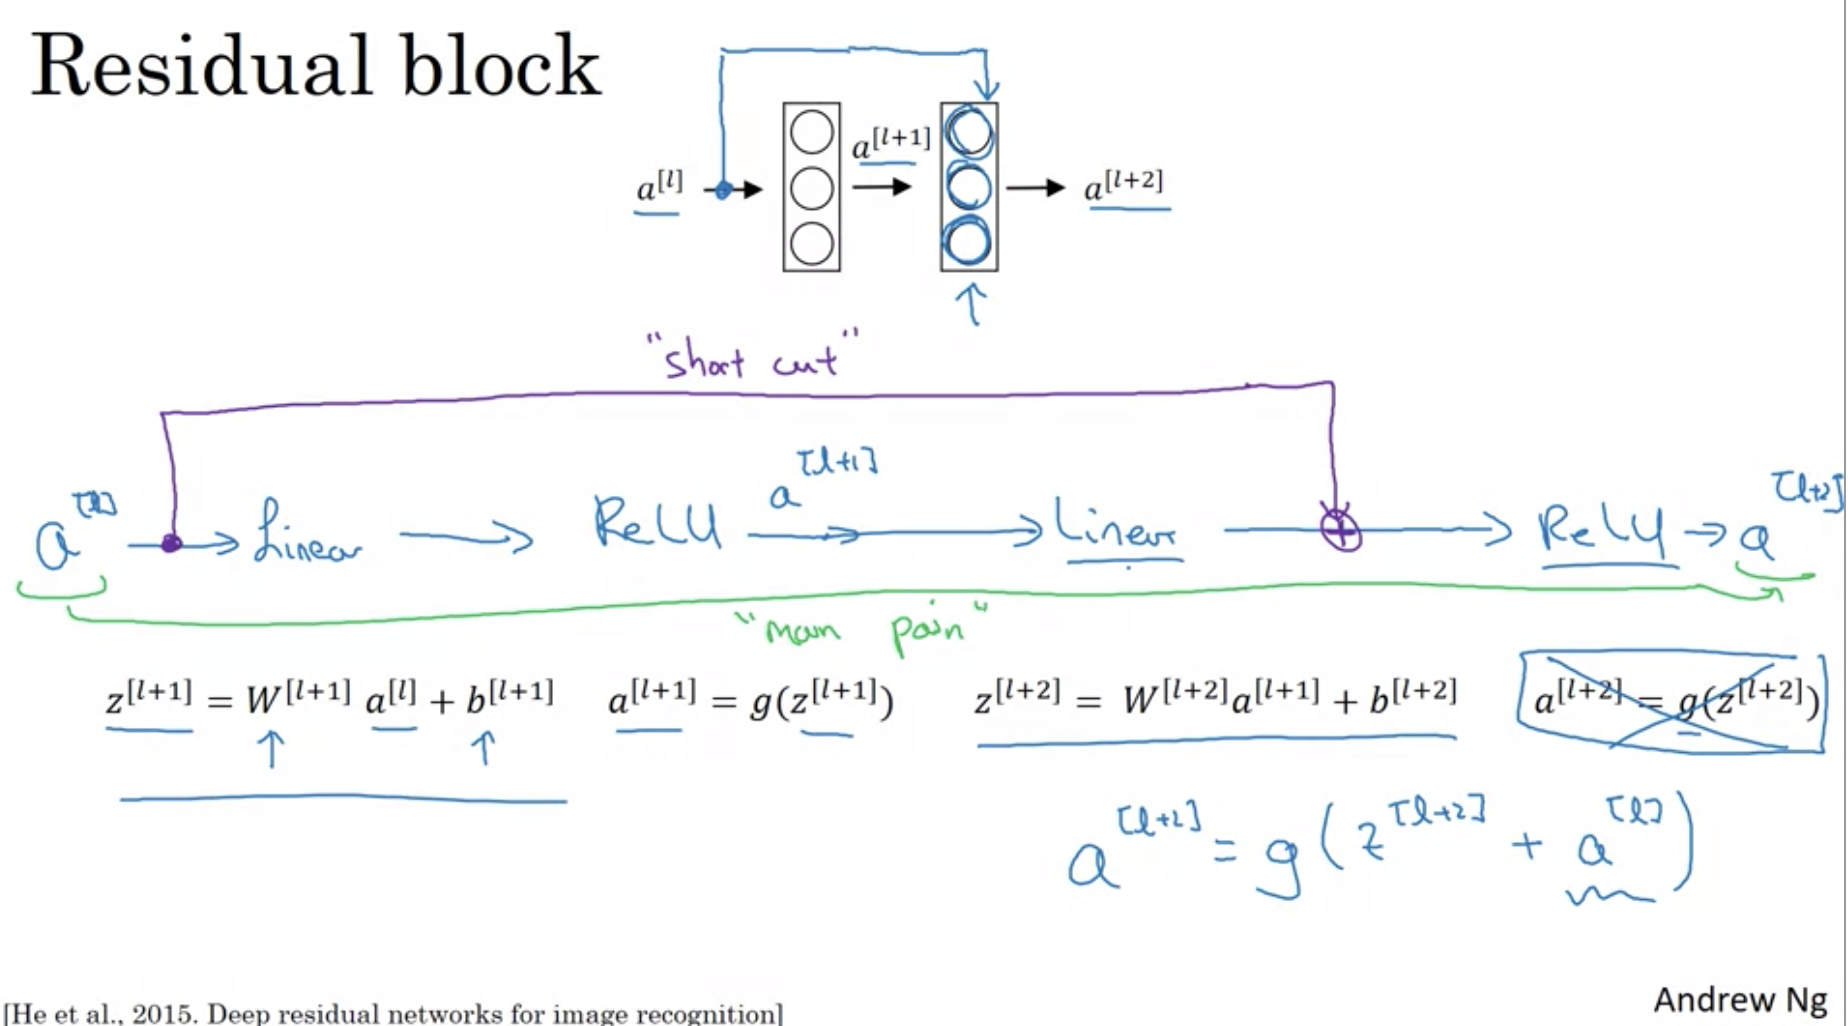 Residual block
a[l] a[l+1] a[l+2]
"short cut"
a[l] Linear ReLU a[l+1] Linear ReLU a[l+2]
"main path"
z[l+1] = W[l+1] a[l] + b[l+1] a[l+1] = g(z[l+1]) z[l+2] = W[l+2]a[l+1] + b[l+2] a[l+2] = g(z[l+2])
a[l+2] = g(z[l+2] + a[l])
[He et al., 2015. Deep residual networks for image recognition]
Andrew Ng